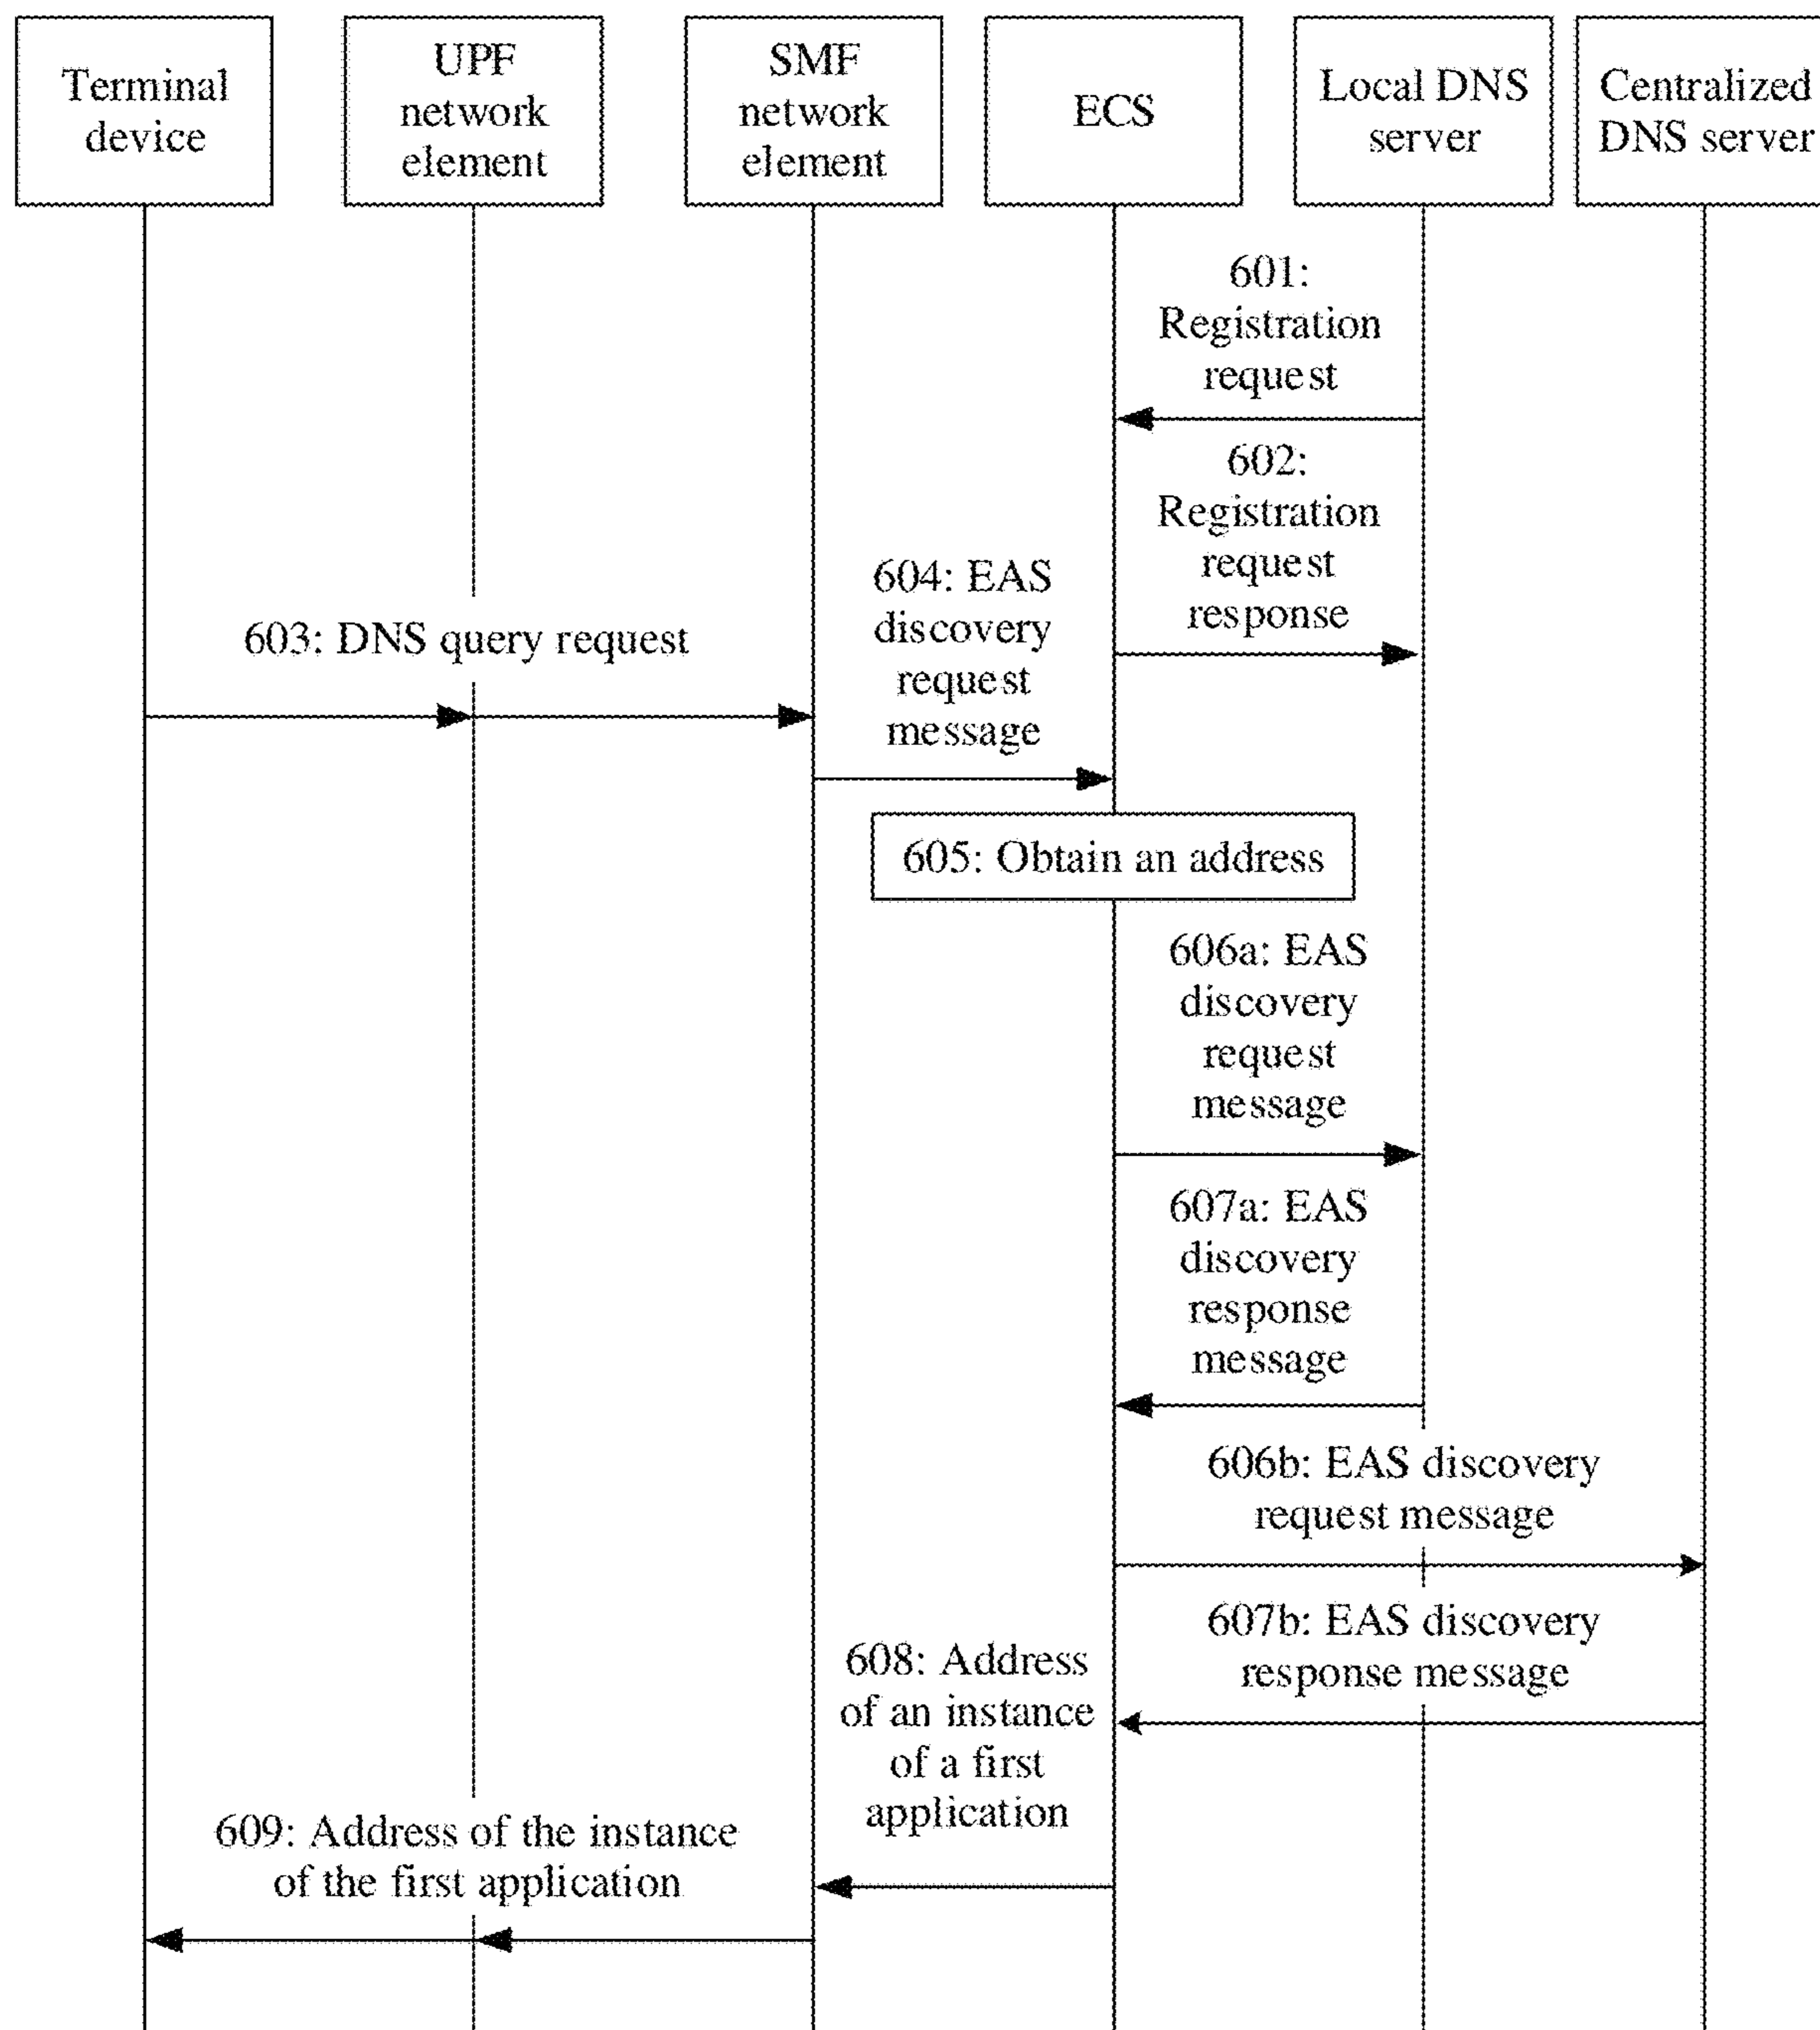 Terminal
device
UPF
network
element
SMF
network
element
ECS
Local DNS
server
Centralized
DNS server
601:
Registration
request
602:
Registration
request
response
603: DNS query request
604: EAS
discovery
request
message
605: Obtain an address
606a: EAS
discovery
request
message
607a: EAS
discovery
response
message
606b: EAS discovery
request message
607b: EAS discovery
response message
608: Address
of an instance
of a first
application
609: Address of the instance
of the first application